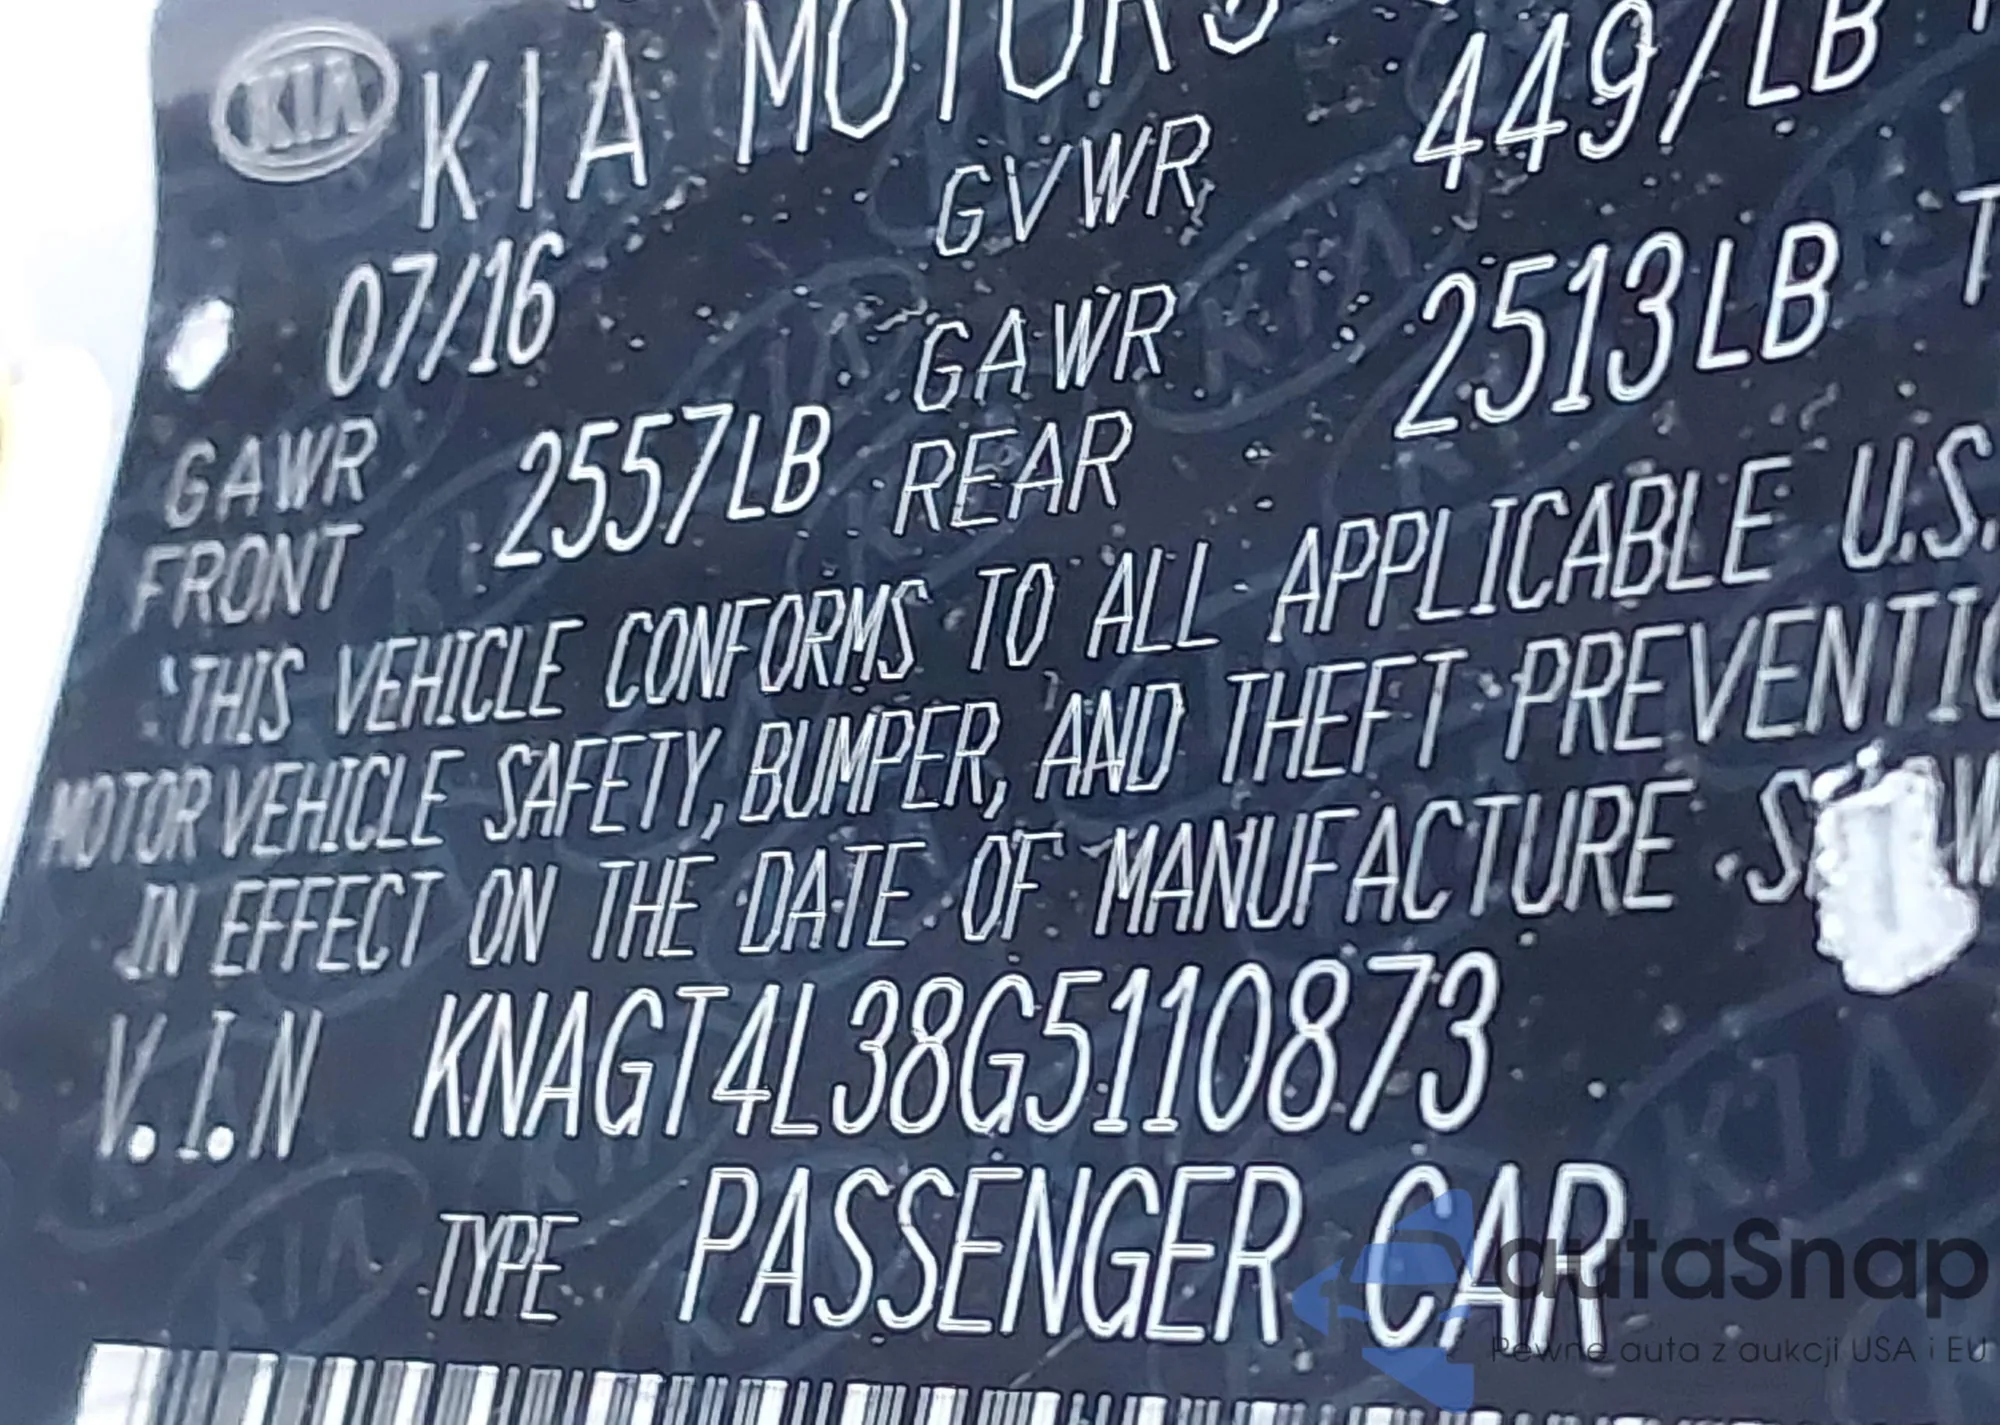 KIA KIA MOTORS
07/16 GVWR 4497LB
GAWR FRONT 2557LB GAWR REAR 2513LB
THIS VEHICLE CONFORMS TO ALL APPLICABLE U.S.
MOTOR VEHICLE SAFETY, BUMPER, AND THEFT PREVENTIO
IN EFFECT ON THE DATE OF MANUFACTURE
V.I.N KNAGT4L38G5110873
TYPE PASSENGER CAR
autaSnap
Pewne auta z aukcji USA i EU